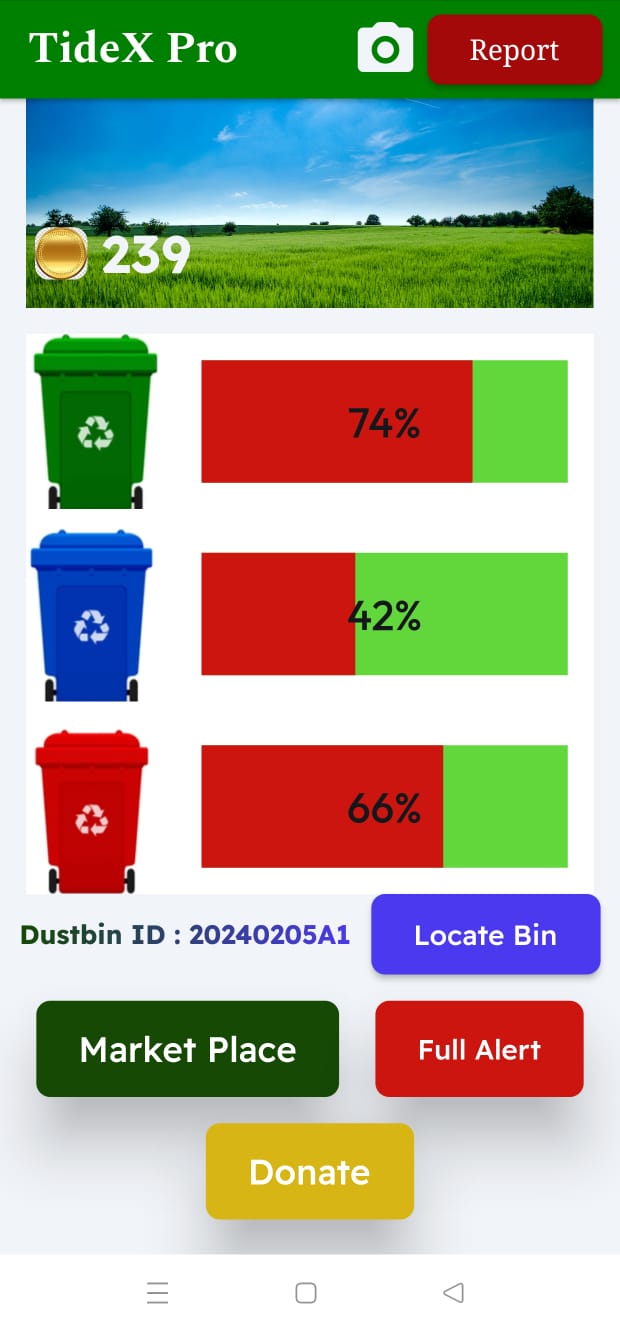 TideX Pro
Report
239
74%
42%
66%
Dustbin ID : 20240205A1
Locate Bin
Market Place
Full Alert
Donate